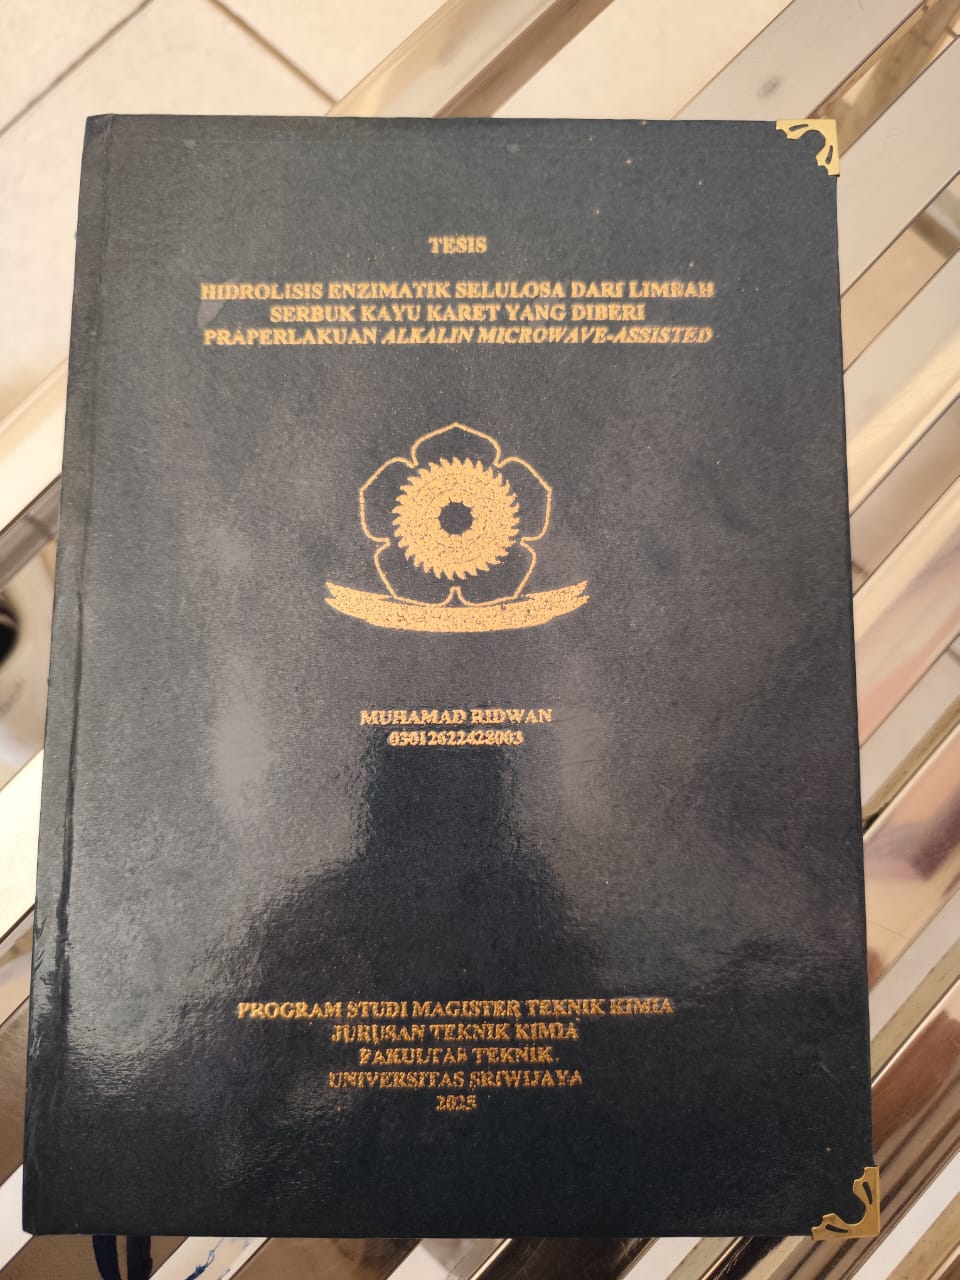 TESIS
HIDROLISIS ENZIMATIK SELULOSA DARI LIMBAH
SERBUK KAYU KARET YANG DIBERI
PRAPERLAKUAN ALKALIN MICROWAVE-ASSISTED
MUHAMAD RIDWAN
03012622428003
PROGRAM STUDI MAGISTER TEKNIK KIMIA
JURUSAN TEKNIK KIMIA
FAKULTAS TEKNIK
UNIVERSITAS SRIWIJAYA
2025